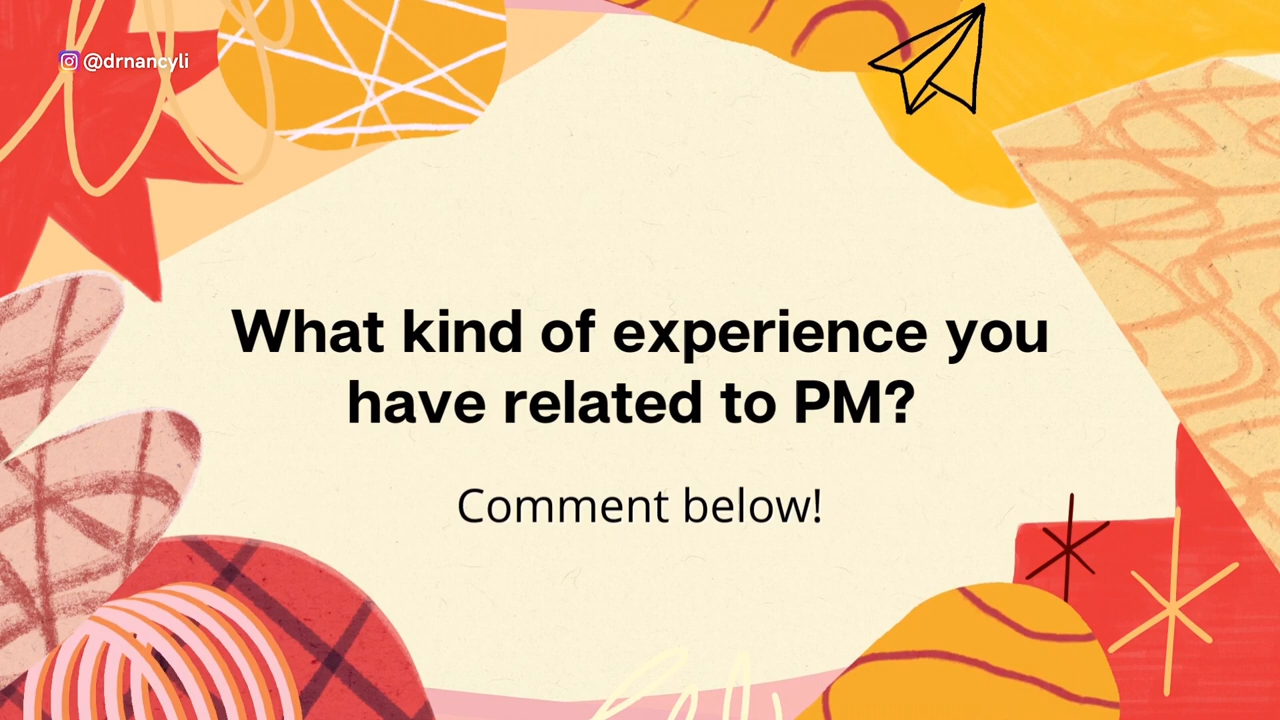 @drnancyli
What kind of experience you
have related to PM?
Comment below!